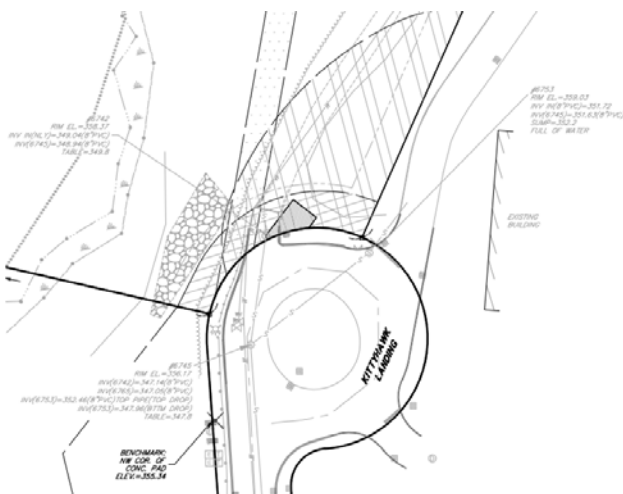 #6742
RIM EL.=358.37
INV IN(NLY)=349.04(8"PVC)
INV(6745)=348.94(8"PVC)
TABLE=349.8
#6753
RIM EL.=359.03
INV IN(8"PVC)=351.72
INV(6745)=351.63(8"PVC)
SUMP=352.2
FULL OF WATER
EXISTING
BUILDING
KITTYHAWK
LANDING
#6745
RIM EL.=356.17
INV(6742)=347.14(8"PVC)
INV(6765)=347.05(8"PVC)
INV(6753)=352.46(8"PVC)TOP PIPE(TOP DROP)
INV(6753)=347.96(BTTM DROP)
TABLE=347.8
BENCHMARK:
NW COR. OF
CONC. PAD
ELEV.=355.34